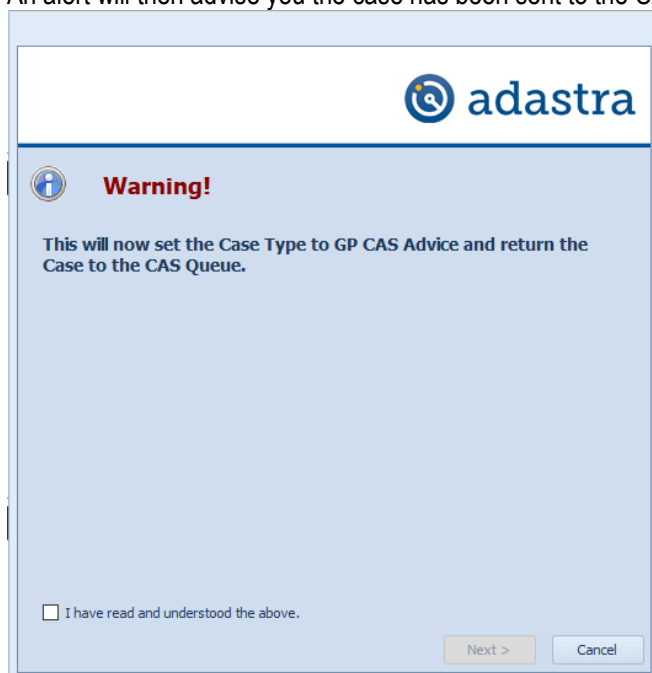 An alert will then advise you the case has been sent to the
adastra
Warning!
This will now set the Case Type to GP CAS Advice and return the
Case to the CAS Queue.
I have read and understood the above.
Next >
Cancel